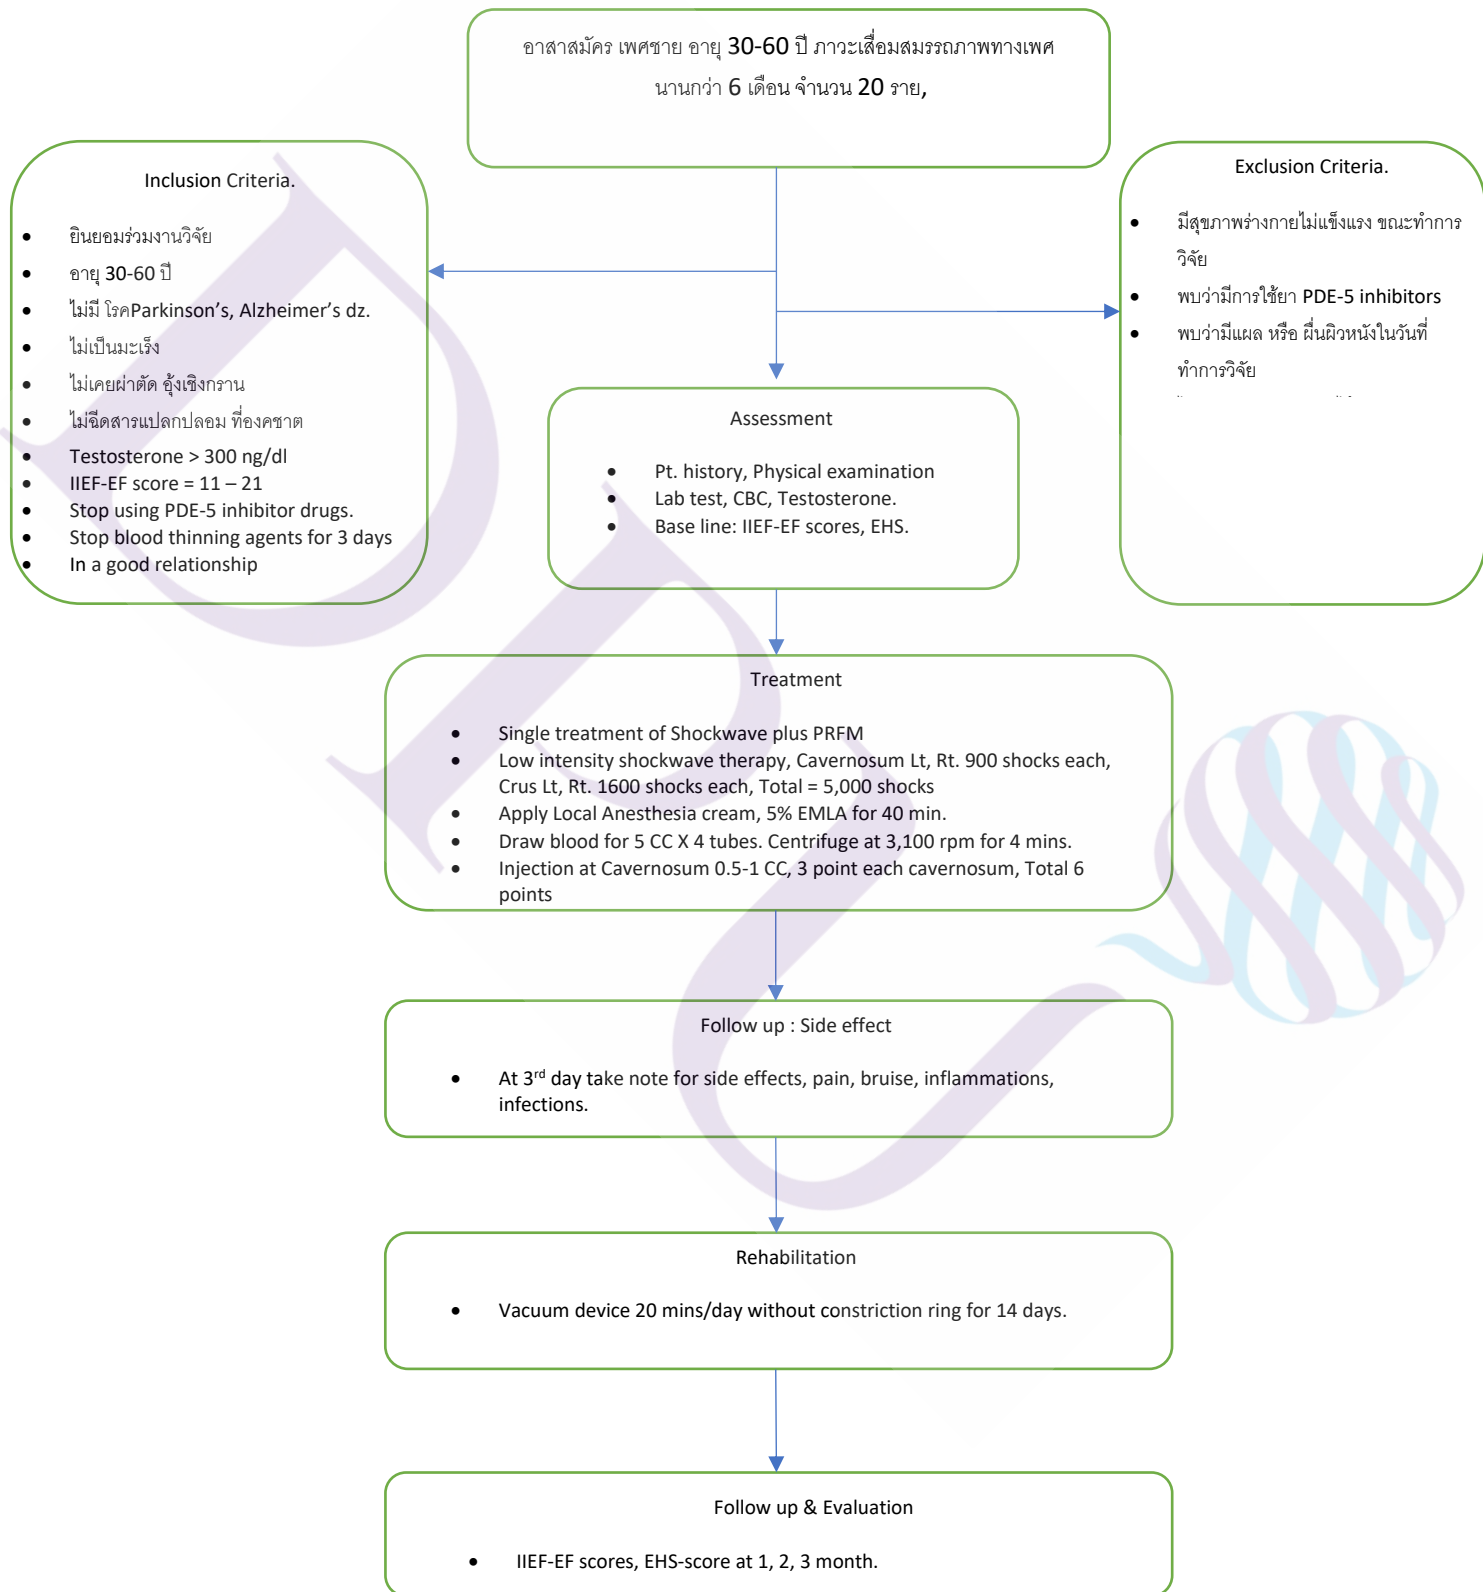 อาสาสมัคร เพศชาย อายุ 30-60 ปี ภาวะเสื่อมสมรรถภาพทางเพศ
นานกว่า 6 เดือน จำนวน 20 ราย,
Inclusion Criteria.
• ยินยอมร่วมงานวิจัย
• อายุ 30-60 ปี
• ไม่มี โรคParkinson’s, Alzheimer’s dz.
• ไม่เป็นมะเร็ง
• ไม่เคยผ่าตัด อุ้งเชิงกราน
• ไม่ฉีดสารแปลกปลอม ที่องคชาต
• Testosterone > 300 ng/dl
• IIEF-EF score = 11 – 21
• Stop using PDE-5 inhibitor drugs.
• Stop blood thinning agents for 3 days
• In a good relationship
Exclusion Criteria.
• มีสุขภาพร่างกายไม่แข็งแรง ขณะทำการ
วิจัย
• พบว่ามีการใช้ยา PDE-5 inhibitors
• พบว่ามีแผล หรือ ผื่นผิวหนังในวันที่
ทำการวิจัย
Assessment
• Pt. history, Physical examination
• Lab test, CBC, Testosterone.
• Base line: IIEF-EF scores, EHS.
Treatment
• Single treatment of Shockwave plus PRFM
• Low intensity shockwave therapy, Cavernosum Lt, Rt. 900 shocks each,
Crus Lt, Rt. 1600 shocks each, Total = 5,000 shocks
• Apply Local Anesthesia cream, 5% EMLA for 40 min.
• Draw blood for 5 CC X 4 tubes. Centrifuge at 3,100 rpm for 4 mins.
• Injection at Cavernosum 0.5-1 CC, 3 point each cavernosum, Total 6
points
Follow up : Side effect
• At 3rd day take note for side effects, pain, bruise, inflammations,
infections.
Rehabilitation
• Vacuum device 20 mins/day without constriction ring for 14 days.
Follow up & Evaluation
• IIEF-EF scores, EHS-score at 1, 2, 3 month.